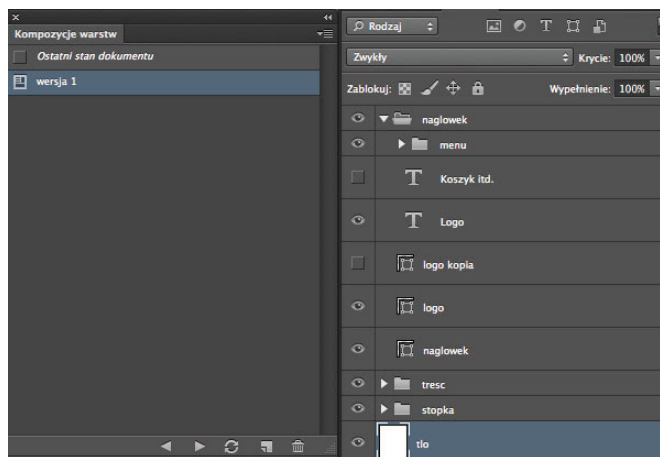 Kompozycje warstw
Ostatni stan dokumentu
wersja 1
Rodzaj
Zwykły
Krycie: 100%
Zablokuj:
Wypełnienie: 100%
naglowek
menu
Koszyk itd.
Logo
logo kopia
logo
naglowek
tresc
stopka
tlo